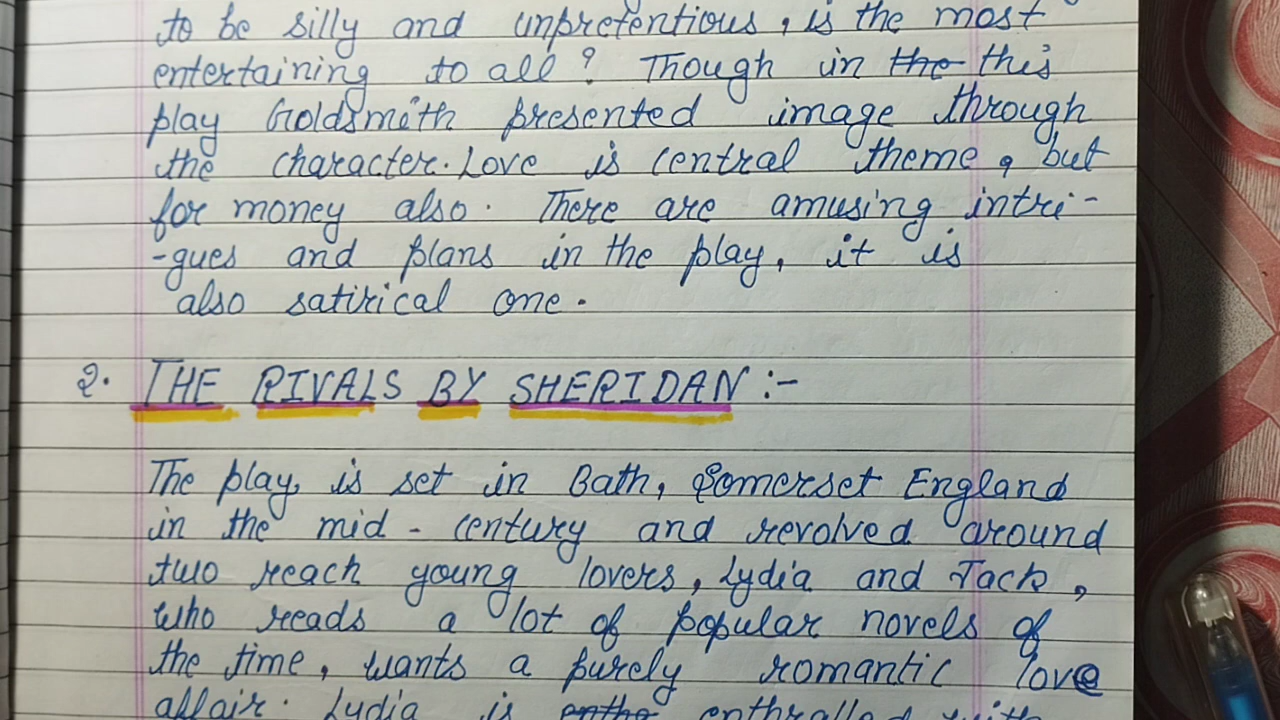 to be silly and unpretentious, is the most
entertaining to all? Though in the this
play Goldsmith presented image through
the character. Love is central theme, but
for money also. There are amusing intri-
-gues and plans in the play, it is
also satirical one.
2. THE RIVALS BY SHERIDAN :-
The play, is set in Bath, Somerset England
in the mid - century and revolved around
two reach young lovers, Lydia and Jack,
who reads a lot of popular novels of
the time, wants a purely romantic love
affair. Lydia is entha enthralled with